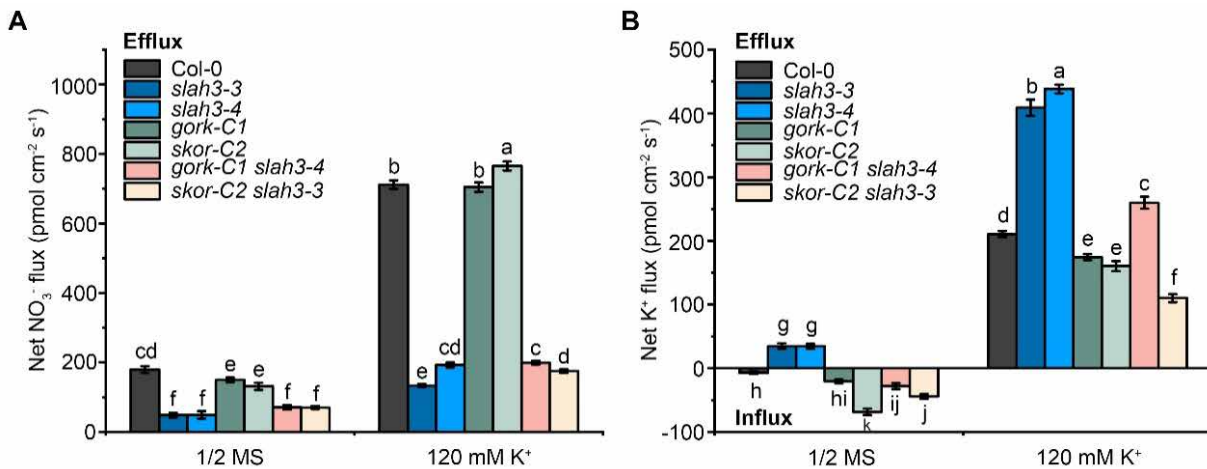 A
Efflux
Col-0
slah3-3
slah3-4
gork-C1
skor-C2
gork-C1 slah3-4
skor-C2 slah3-3
Net NO₃⁻ flux (pmol cm⁻² s⁻¹)
1000
800
600
400
200
0
cd
f
f
e
e
f
f
b
e
cd
b
a
c
d
1/2 MS
120 mM K⁺
B
Efflux
Col-0
slah3-3
slah3-4
gork-C1
skor-C2
gork-C1 slah3-4
skor-C2 slah3-3
Net K⁺ flux (pmol cm⁻² s⁻¹)
500
400
300
200
100
0
-100
h
g
g
hi
k
ij
j
d
b
a
e
e
c
f
Influx
1/2 MS
120 mM K⁺